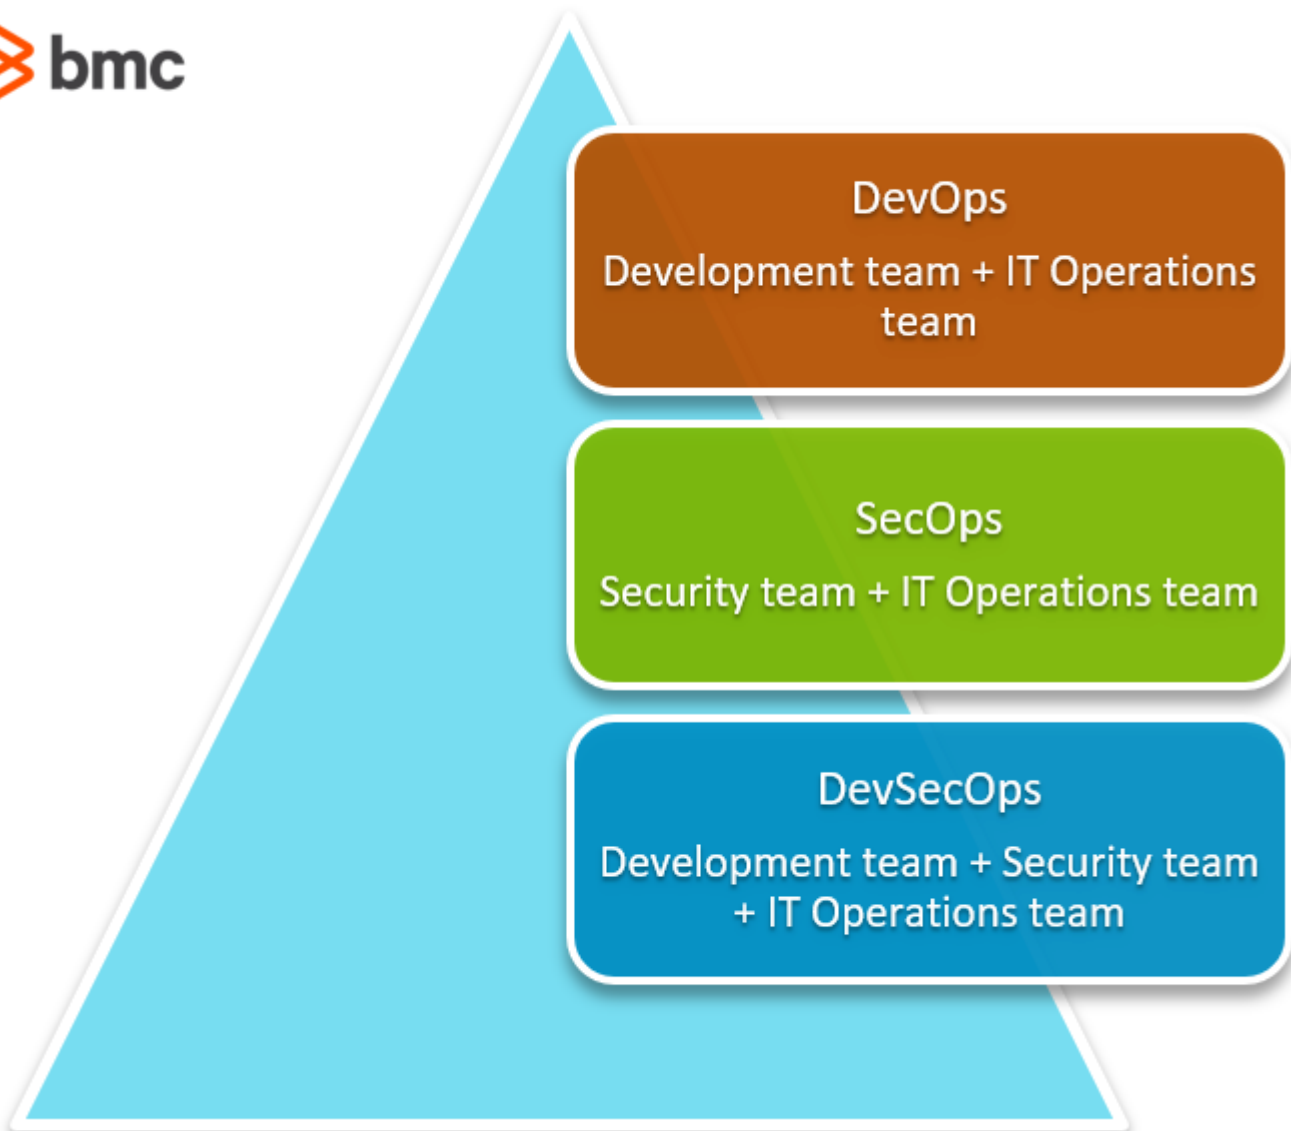 bmc
DevOps
Development team + IT Operations
team
SecOps
Security team + IT Operations team
DevSecOps
Development team + Security team
+ IT Operations team